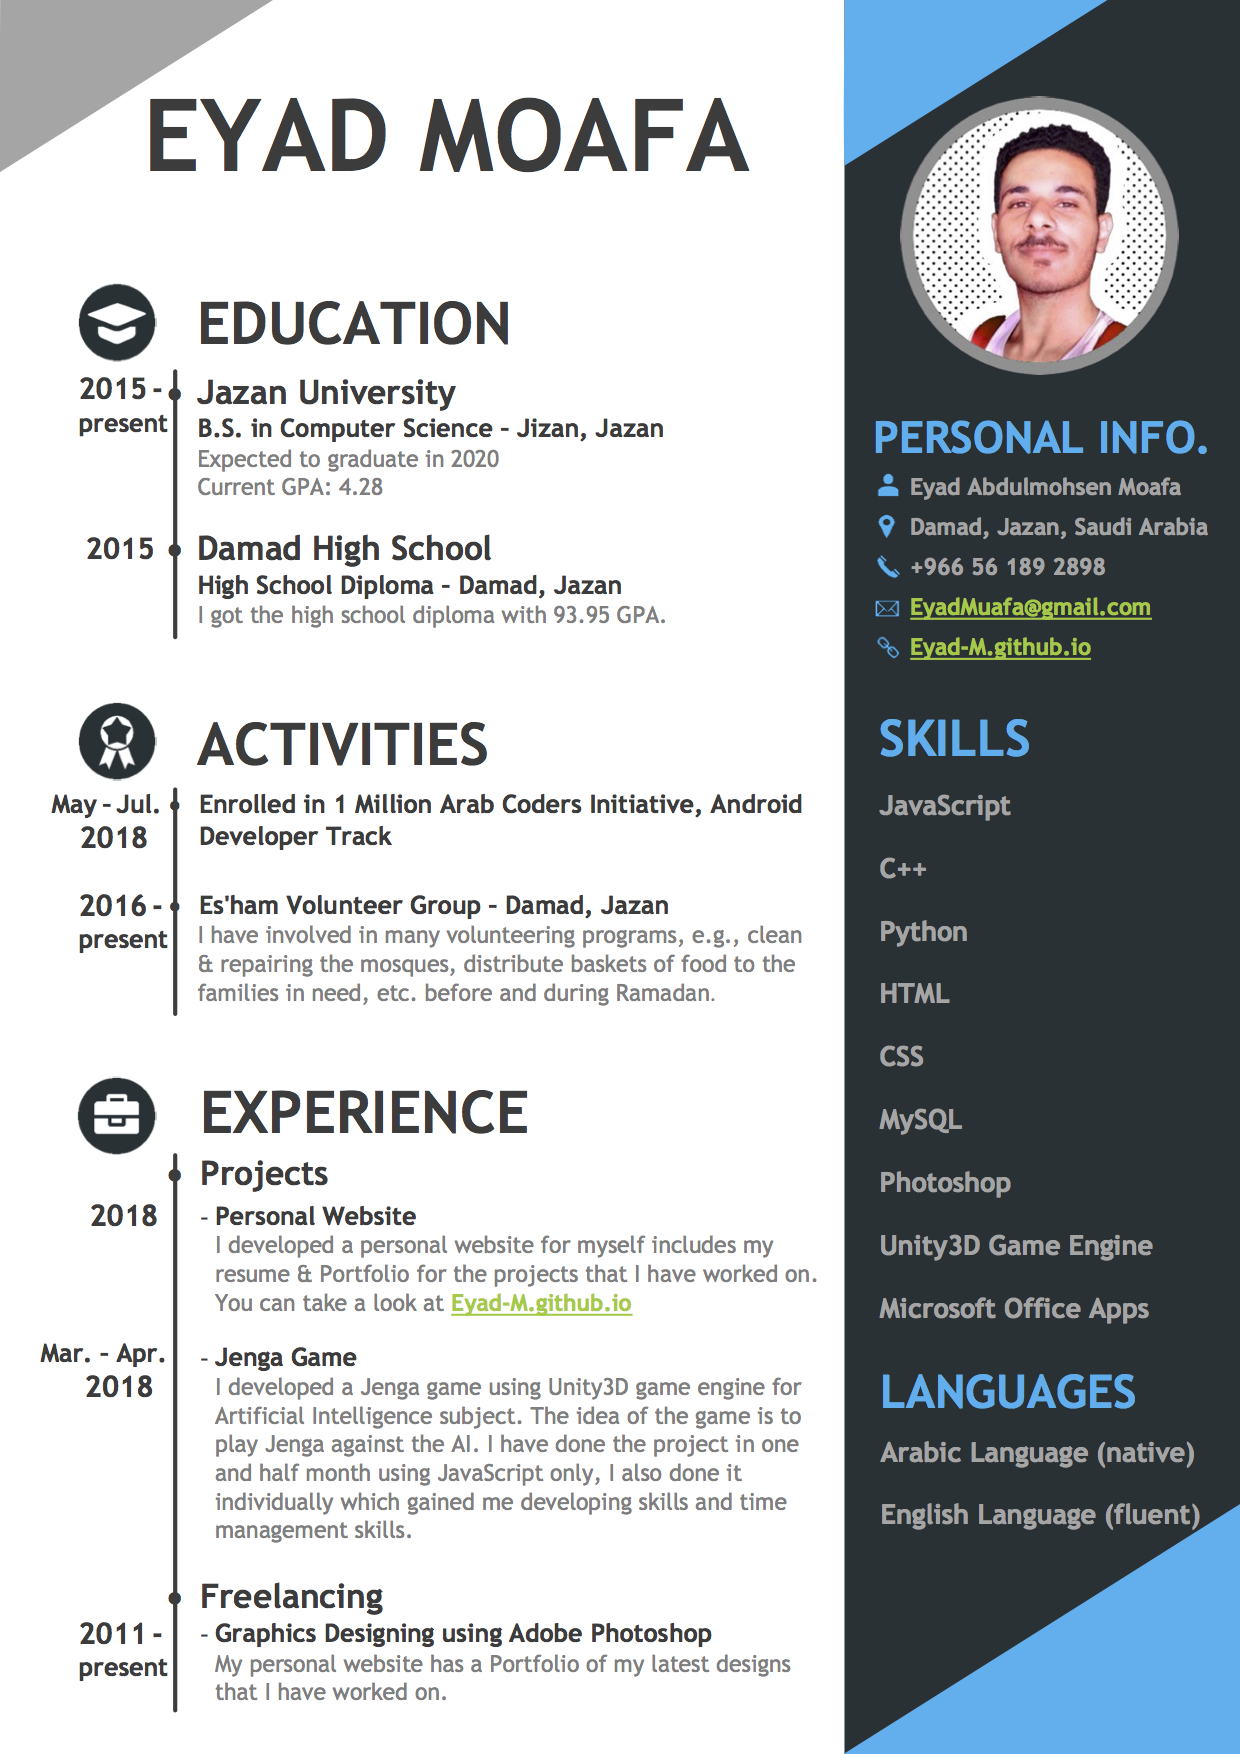 EYAD MOAFA
EDUCATION
2015 -
present
Jazan University
B.S. in Computer Science – Jizan, Jazan
Expected to graduate in 2020
Current GPA: 4.28
2015
Damad High School
High School Diploma – Damad, Jazan
I got the high school diploma with 93.95 GPA.
ACTIVITIES
May – Jul.
2018
Enrolled in 1 Million Arab Coders Initiative, Android
Developer Track
2016 -
present
Es'ham Volunteer Group – Damad, Jazan
I have involved in many volunteering programs, e.g., clean
& repairing the mosques, distribute baskets of food to the
families in need, etc. before and during Ramadan.
EXPERIENCE
Projects
2018
- Personal Website
I developed a personal website for myself includes my
resume & Portfolio for the projects that I have worked on.
You can take a look at Eyad-M.github.io
Mar. – Apr.
2018
- Jenga Game
I developed a Jenga game using Unity3D game engine for
Artificial Intelligence subject. The idea of the game is to
play Jenga against the AI. I have done the project in one
and half month using JavaScript only, I also done it
individually which gained me developing skills and time
management skills.
Freelancing
2011 -
present
- Graphics Designing using Adobe Photoshop
My personal website has a Portfolio of my latest designs
that I have worked on.
PERSONAL INFO.
Eyad Abdulmohsen Moafa
Damad, Jazan, Saudi Arabia
+966 56 189 2898
EyadMuafa@gmail.com
Eyad-M.github.io
SKILLS
JavaScript
C++
Python
HTML
CSS
MySQL
Photoshop
Unity3D Game Engine
Microsoft Office Apps
LANGUAGES
Arabic Language (native)
English Language (fluent)